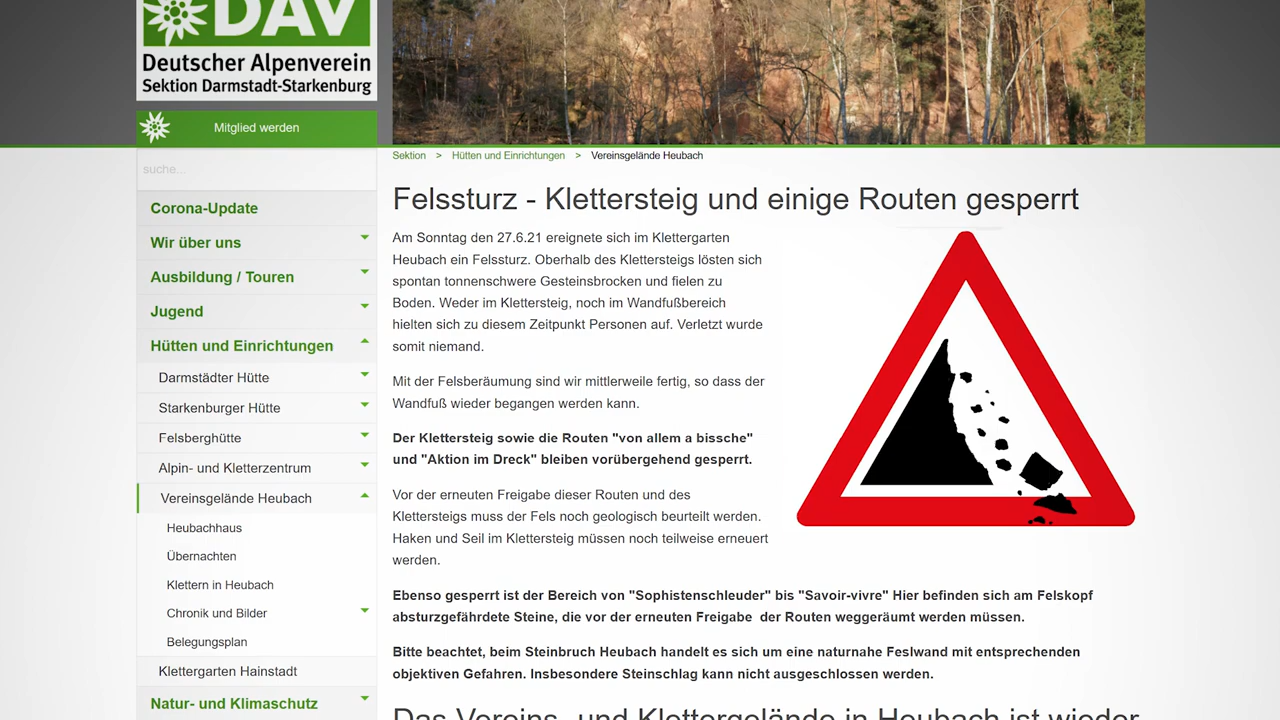 DAV
Deutscher Alpenverein
Sektion Darmstadt-Starkenburg
Mitglied werden
suche...
Corona-Update
Wir über uns
Ausbildung / Touren
Jugend
Hütten und Einrichtungen
Darmstädter Hütte
Starkenburger Hütte
Felsberghütte
Alpin- und Kletterzentrum
Vereinsgelände Heubach
Heubachhaus
Übernachten
Klettern in Heubach
Chronik und Bilder
Belegungsplan
Klettergarten Hainstadt
Natur- und Klimaschutz
Sektion > Hütten und Einrichtungen > Vereinsgelände Heubach
Felssturz - Klettersteig und einige Routen gesperrt
Am Sonntag den 27.6.21 ereignete sich im Klettergarten
Heubach ein Felssturz. Oberhalb des Klettersteigs lösten sich
spontan tonnenschwere Gesteinsbrocken und fielen zu
Boden. Weder im Klettersteig, noch im Wandfußbereich
hielten sich zu diesem Zeitpunkt Personen auf. Verletzt wurde
somit niemand.
Mit der Felsberäumung sind wir mittlerweile fertig, so dass der
Wandfuß wieder begangen werden kann.
Der Klettersteig sowie die Routen "von allem a bissche"
und "Aktion im Dreck" bleiben vorübergehend gesperrt.
Vor der erneuten Freigabe dieser Routen und des
Klettersteigs muss der Fels noch geologisch beurteilt werden.
Haken und Seil im Klettersteig müssen noch teilweise erneuert
werden.
Ebenso gesperrt ist der Bereich von "Sophistenschleuder" bis "Savoir-vivre" Hier befinden sich am Felskopf
absturzgefährdete Steine, die vor der erneuten Freigabe  der Routen weggeräumt werden müssen.
Bitte beachtet, beim Steinbruch Heubach handelt es sich um eine naturnahe Feslwand mit entsprechenden
objektiven Gefahren. Insbesondere Steinschlag kann nicht ausgeschlossen werden.
Das Vereins- und Klettergelände in Heubach ist wieder